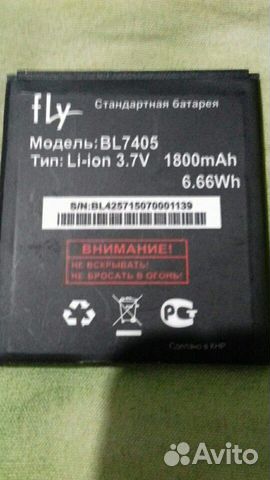 fly
Стандартная батарея
Модель: BL7405
Тип: Li-ion 3.7V 1800mAh
6.66Wh
S/N:BL425715070001139
ВНИМАНИЕ!
НЕ ВСКРЫВАТЬ!
НЕ БРОСАТЬ В ОГОНЬ!
Сделано в КНР
Avito